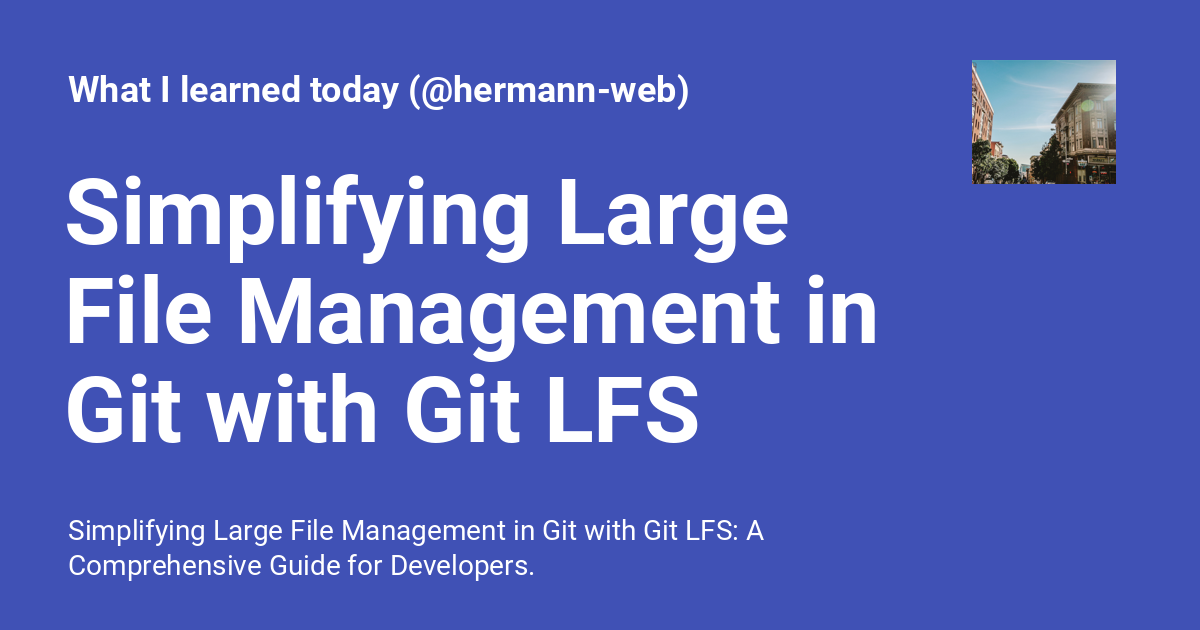 What I learned today (@hermann-web)
Simplifying Large
File Management in
Git with Git LFS
Simplifying Large File Management in Git with Git LFS: A
Comprehensive Guide for Developers.